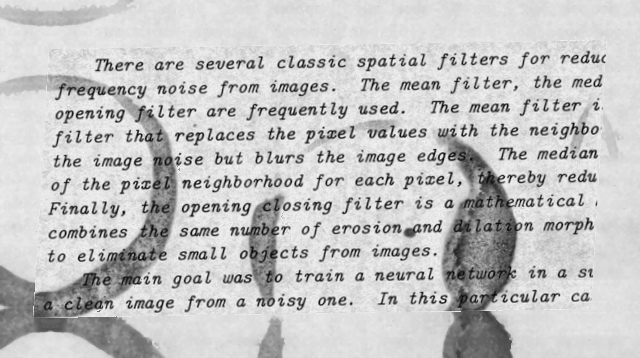 There are several classic spatial filters for reduc
frequency noise from images. The mean filter, the med
opening filter are frequently used. The mean filter i
filter that replaces the pixel values with the neighbo
the image noise but blurs the image edges. The median
of the pixel neighborhood for each pixel, thereby redu
Finally, the opening closing filter is a mathematical
combines the same number of erosion and dilation morph
to eliminate small objects from images.
The main goal was to train a neural network in a si
a clean image from a noisy one. In this particular ca